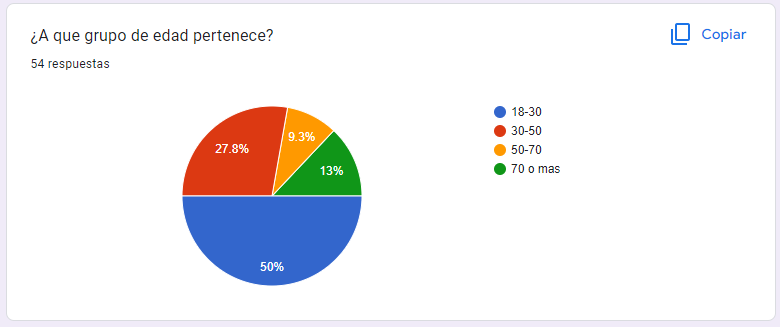 ¿A que grupo de edad pertenece?
Copiar
54 respuestas
27.8%
9.3%
13%
50%
18-30
30-50
50-70
70 o mas